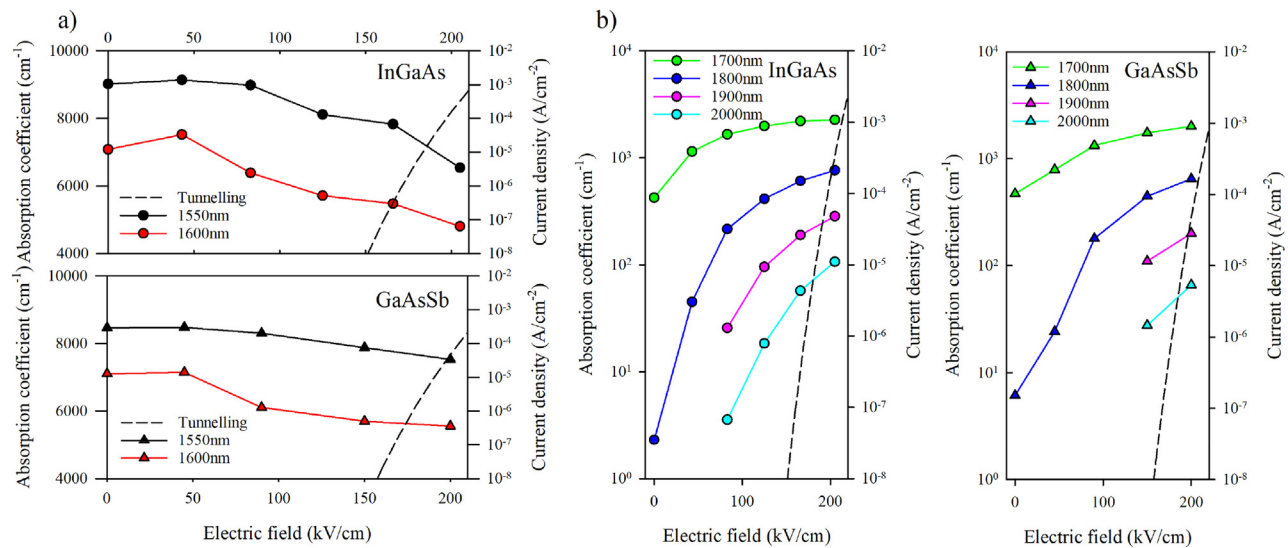 a)
0 50 100 150 200
10000
8000
6000
4000
Absorption coefficient (cm⁻¹)
InGaAs
Tunnelling
1550nm
1600nm
10⁻²
10⁻³
10⁻⁴
10⁻⁵
10⁻⁶
10⁻⁷
10⁻⁸
Current density (A/cm⁻²)
10000
8000
6000
4000
Absorption coefficient (cm⁻¹)
GaAsSb
Tunnelling
1550nm
1600nm
10⁻²
10⁻³
10⁻⁴
10⁻⁵
10⁻⁶
10⁻⁷
10⁻⁸
Current density (A/cm⁻²)
0 50 100 150 200
Electric field (kV/cm)
b)
10⁴
10³
10²
10¹
10⁰
Absorption coefficient (cm⁻¹)
1700nm
1800nm
1900nm
2000nm
InGaAs
10⁻²
10⁻³
10⁻⁴
10⁻⁵
10⁻⁶
10⁻⁷
10⁻⁸
Current density (A/cm⁻²)
0 100 200
Electric field (kV/cm)
10⁴
10³
10²
10¹
10⁰
Absorption coefficient (cm⁻¹)
1700nm
1800nm
1900nm
2000nm
GaAsSb
10⁻²
10⁻³
10⁻⁴
10⁻⁵
10⁻⁶
10⁻⁷
10⁻⁸
Current density (A/cm⁻²)
0 100 200
Electric field (kV/cm)